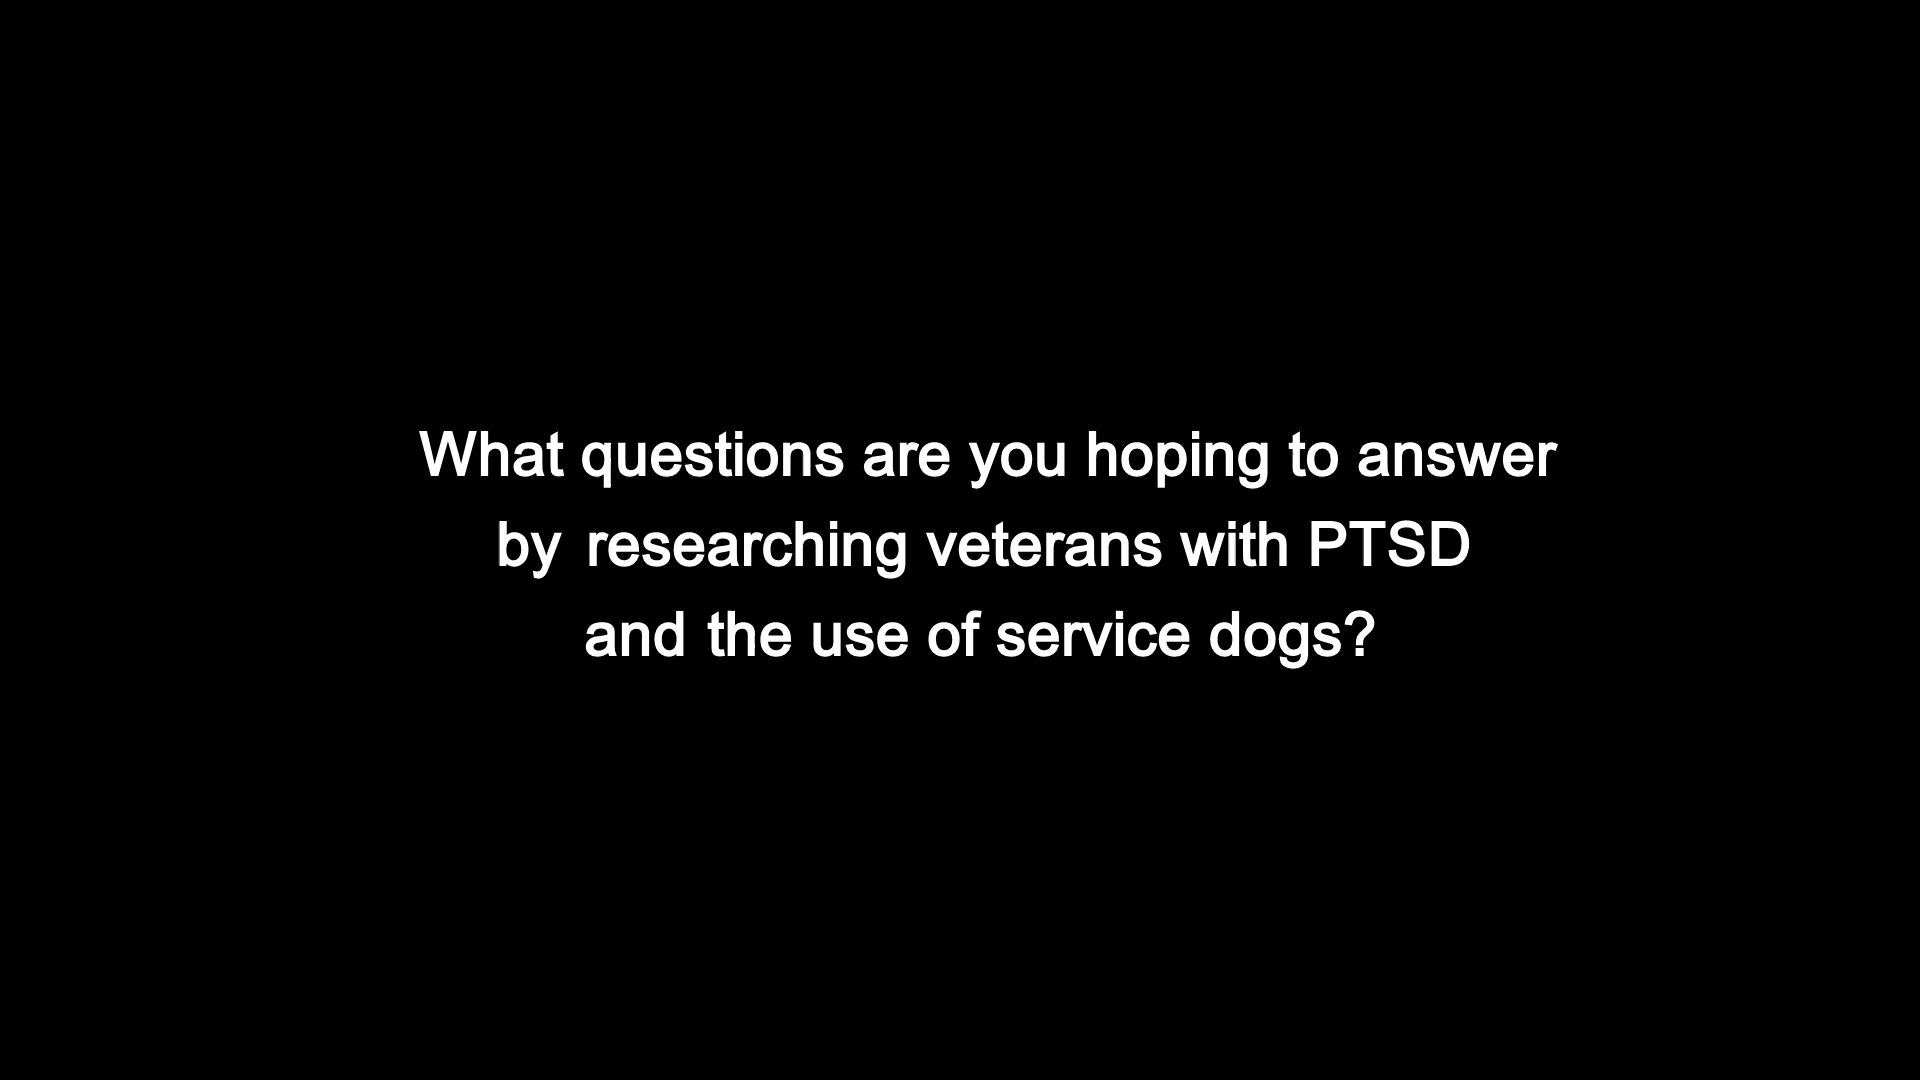 What questions are you hoping to answer
by researching veterans with PTSD
and the use of service dogs?